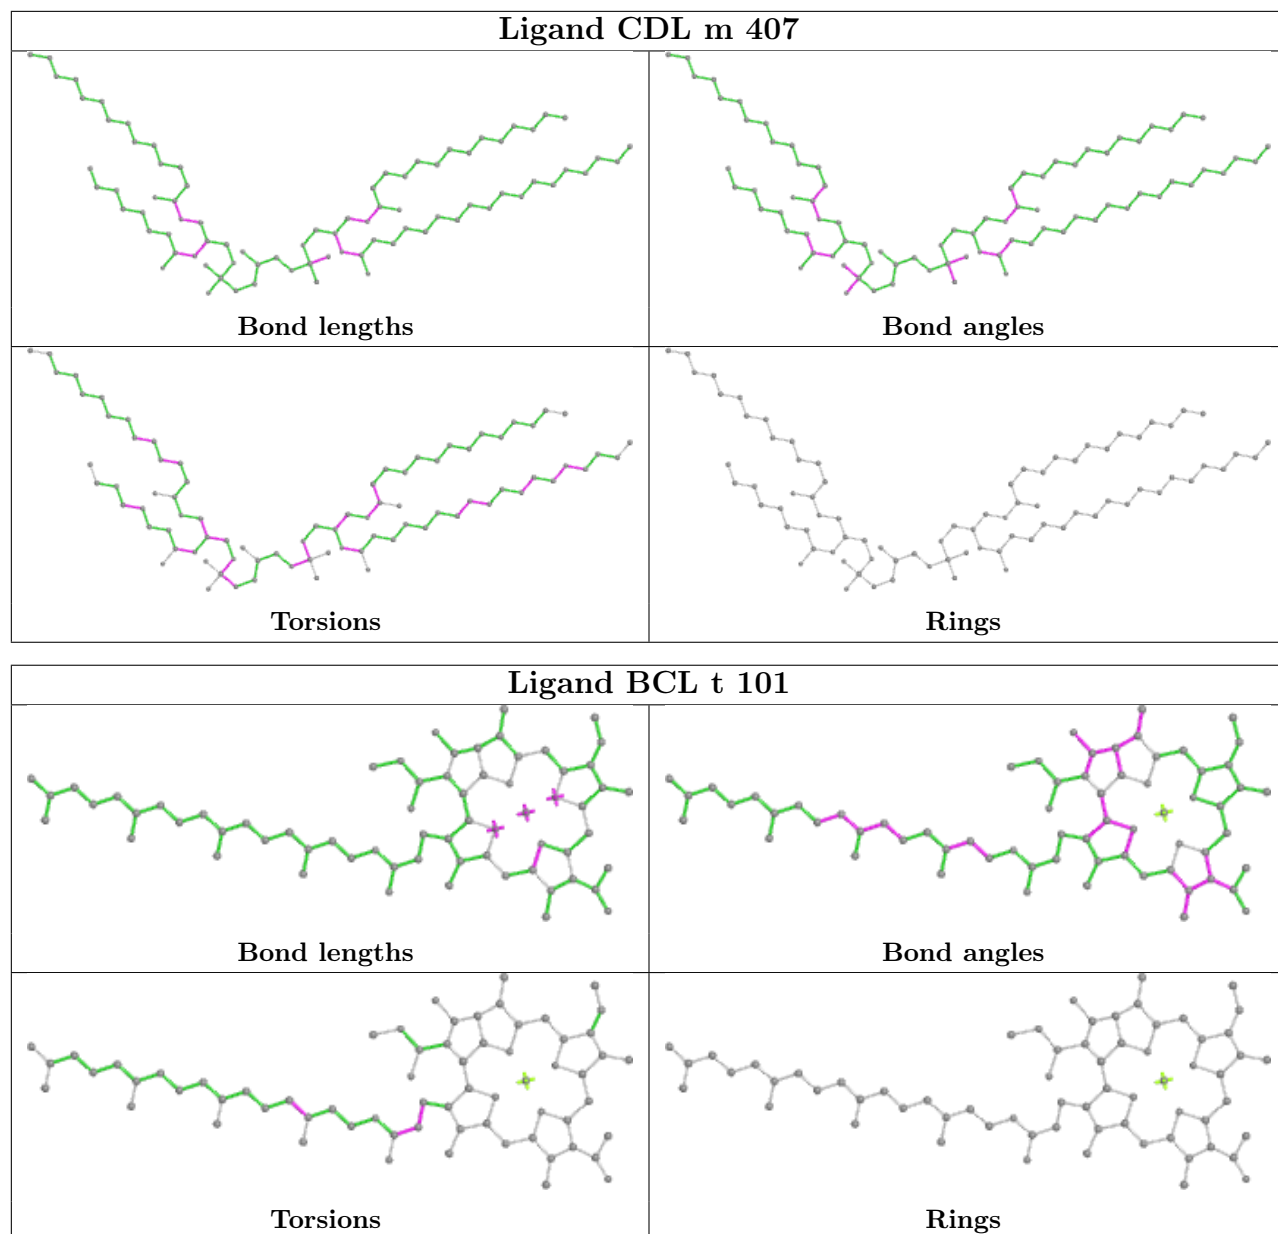 Ligand CDL m 407
Bond lengths
Bond angles
Torsions
Rings
Ligand BCL t 101
Bond lengths
Bond angles
Torsions
Rings